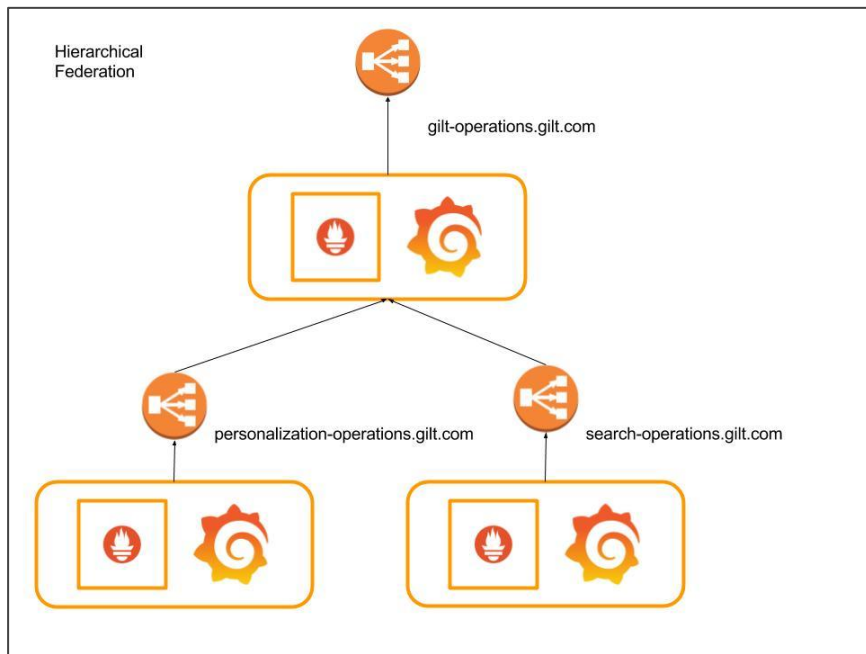 Hierarchical
Federation
gilt-operations.gilt.com
personalization-operations.gilt.com
search-operations.gilt.com